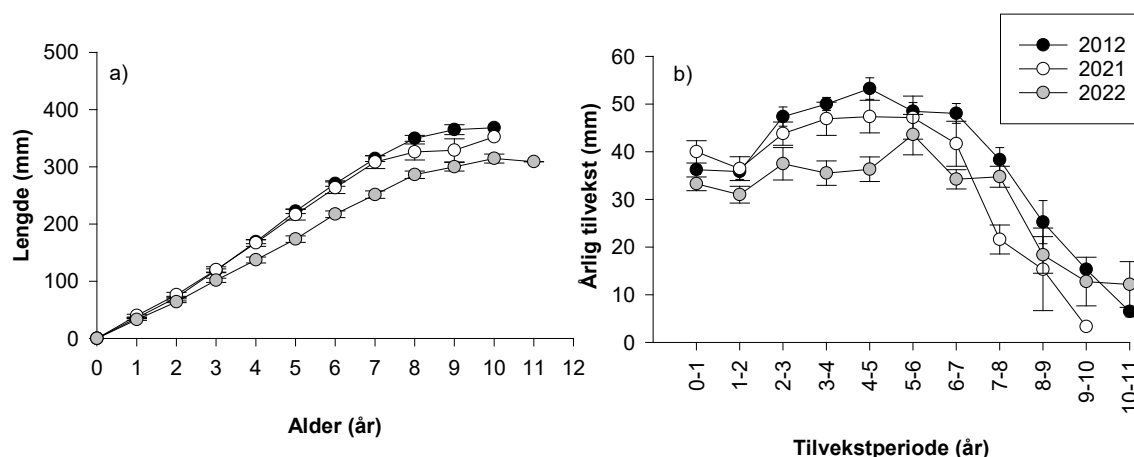 a)
Lengde (mm)
500
400
300
200
100
0
0 1 2 3 4 5 6 7 8 9 10 11 12
Alder (år)
b)
Årlig tilvekst (mm)
60
50
40
30
20
10
0
0-1 1-2 2-3 3-4 4-5 5-6 6-7 7-8 8-9 9-10 10-11
Tilvekstperiode (år)
2012
2021
2022